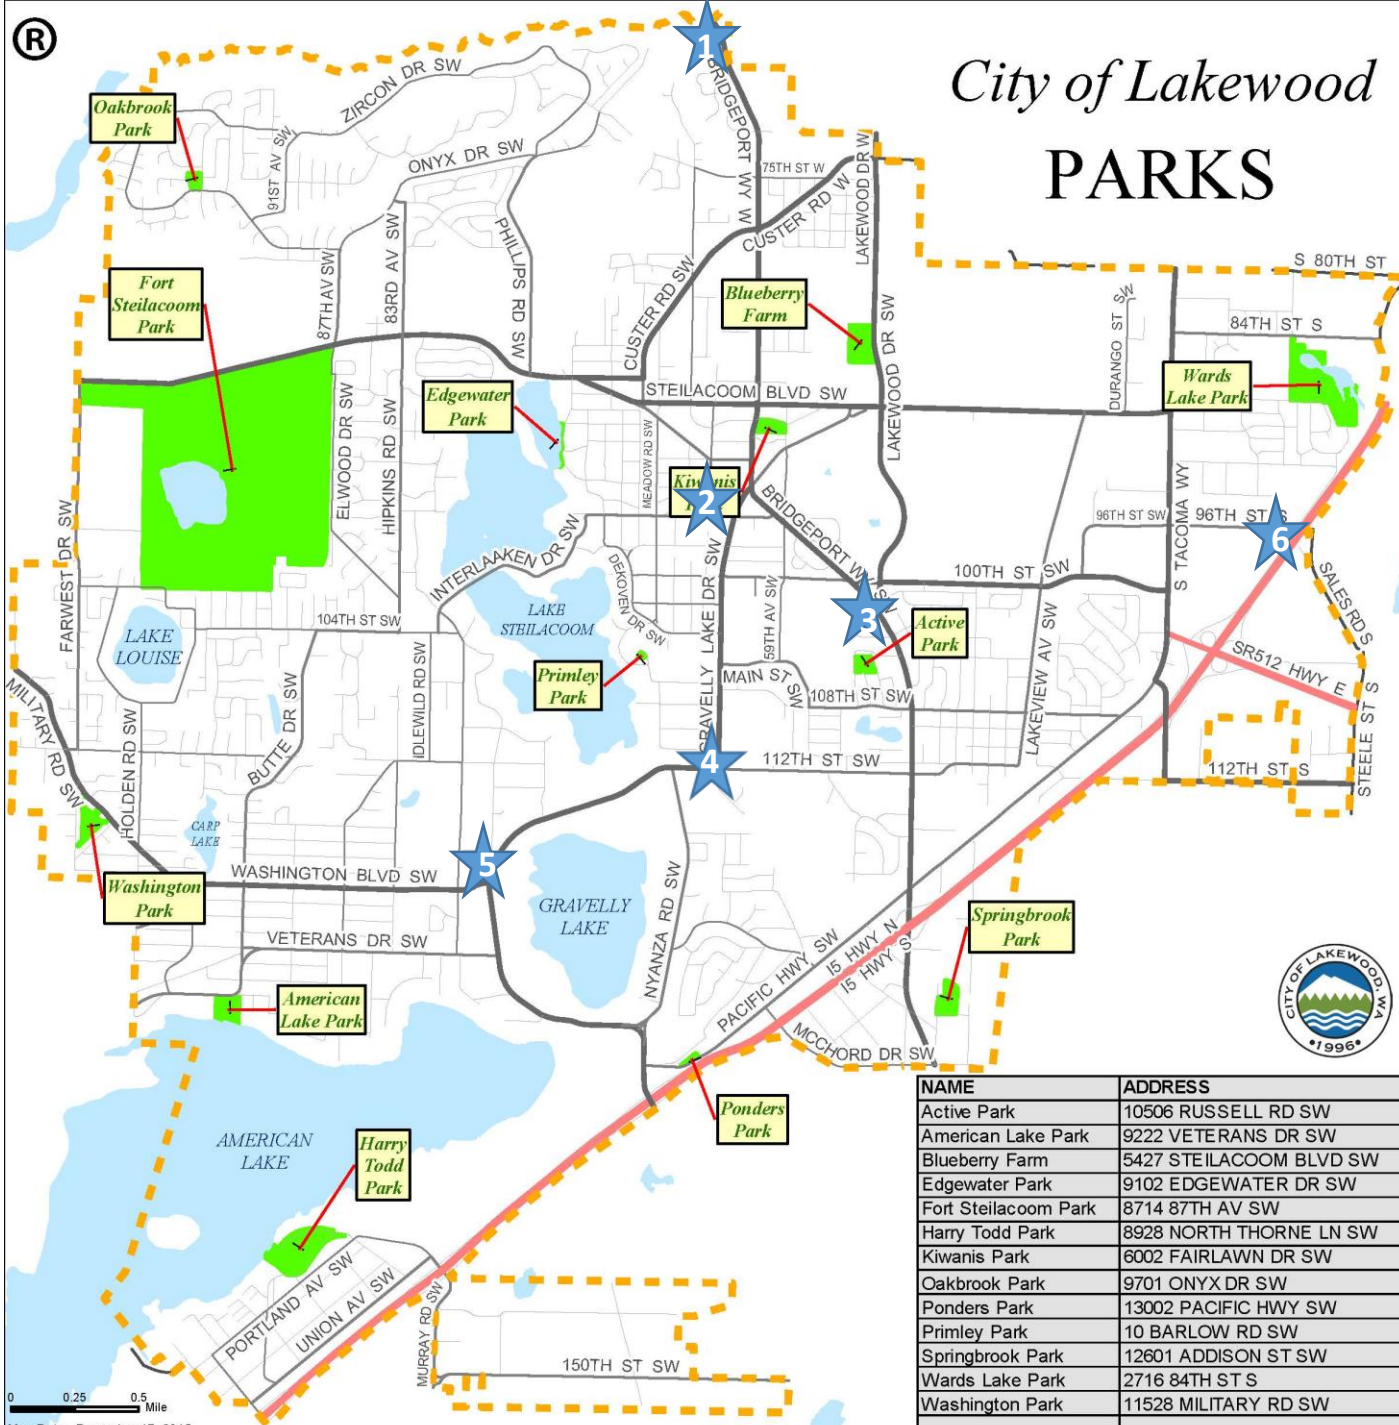 ®
City of Lakewood
PARKS
1
BRIDGEPORT WY W
ZIRCON DR SW
Oakbrook
Park
91ST AV SW
ONYX DR SW
75TH ST W
CUSTER RD W
LAKEWOOD DR W
PHILLIPS RD SW
87TH AV SW
83RD AV SW
S 80TH ST
Fort
Steilacoom
Park
CUSTER RD SW
Blueberry
Farm
LAKEWOOD DR SW
DURANGO ST SW
84TH ST S
Edgewater
Park
STEILACOOM BLVD SW
Wards
Lake Park
ELWOOD DR SW
HIPKINS RD SW
MEADOW RD SW
LAKEWOOD DR SW
Kiwanis
2
BRIDGEPORT WY SW
S TACOMA WY
96TH ST SW
96TH ST S
6
FARWEST DR SW
INTERLAAKEN DR SW
DEKOVEN DR SW
GRAVELLY LAKE DR SW
59TH AV SW
100TH ST SW
SALES RD S
3
104TH ST SW
LAKE
STEILACOOM
LAKE
LOUISE
Active
Park
LAKEVIEW AV SW
SR512 HWY E
MILITARY RD SW
HOLDEN RD SW
BUTTE DR SW
IDLEWILD RD SW
Primley
Park
MAIN ST SW
108TH ST SW
STEELE ST S
4
112TH ST SW
112TH ST S
CARP
LAKE
5
WASHINGTON BLVD SW
Washington
Park
GRAVELLY
LAKE
NYANZA RD SW
VETERANS DR SW
Springbrook
Park
PACIFIC HWY SW
I5 HWY N
I5 HWY S
American
Lake Park
MCCHORD DR SW
CITY OF LAKEWOOD, WA
•1996•
Ponders
Park
AMERICAN
LAKE
Harry
Todd
Park
PORTLAND AV SW
UNION AV SW
MURRAY RD SW
150TH ST SW
NAME ADDRESS
Active Park 10506 RUSSELL RD SW
American Lake Park 9222 VETERANS DR SW
Blueberry Farm 5427 STEILACOOM BLVD SW
Edgewater Park 9102 EDGEWATER DR SW
Fort Steilacoom Park 8714 87TH AV SW
Harry Todd Park 8928 NORTH THORNE LN SW
Kiwanis Park 6002 FAIRLAWN DR SW
Oakbrook Park 9701 ONYX DR SW
Ponders Park 13002 PACIFIC HWY SW
Primley Park 10 BARLOW RD SW
Springbrook Park 12601 ADDISON ST SW
Wards Lake Park 2716 84TH ST S
Washington Park 11528 MILITARY RD SW
0 0.25 0.5
Mile